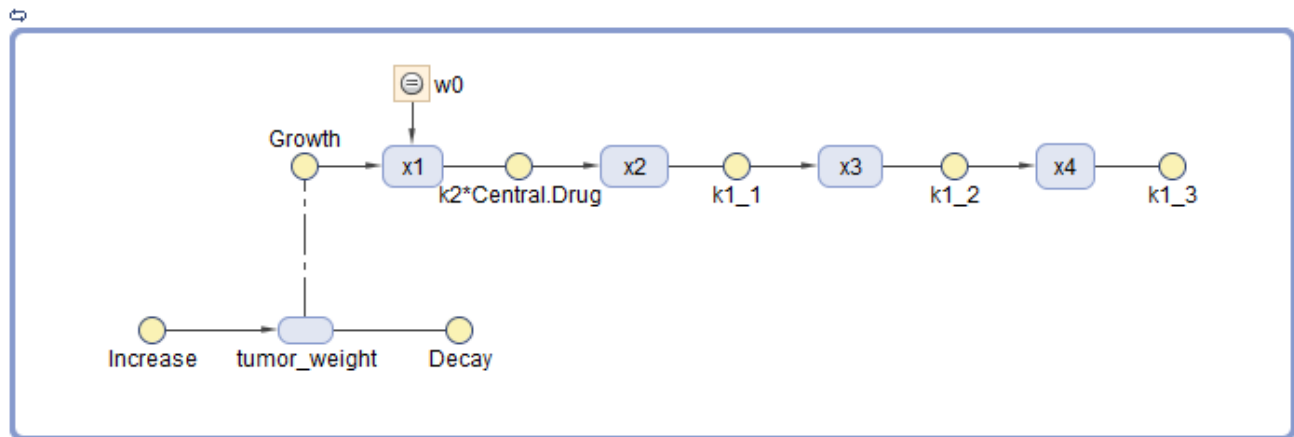 w0
Growth
x1
x2
x3
x4
k2*Central.Drug
k1_1
k1_2
k1_3
Increase
tumor_weight
Decay